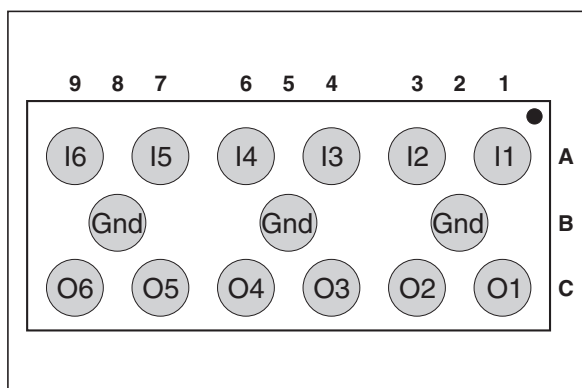 9 8 7 6 5 4 3 2 1
I6 I5 I4 I3 I2 I1 A
Gnd Gnd Gnd B
O6 O5 O4 O3 O2 O1 C